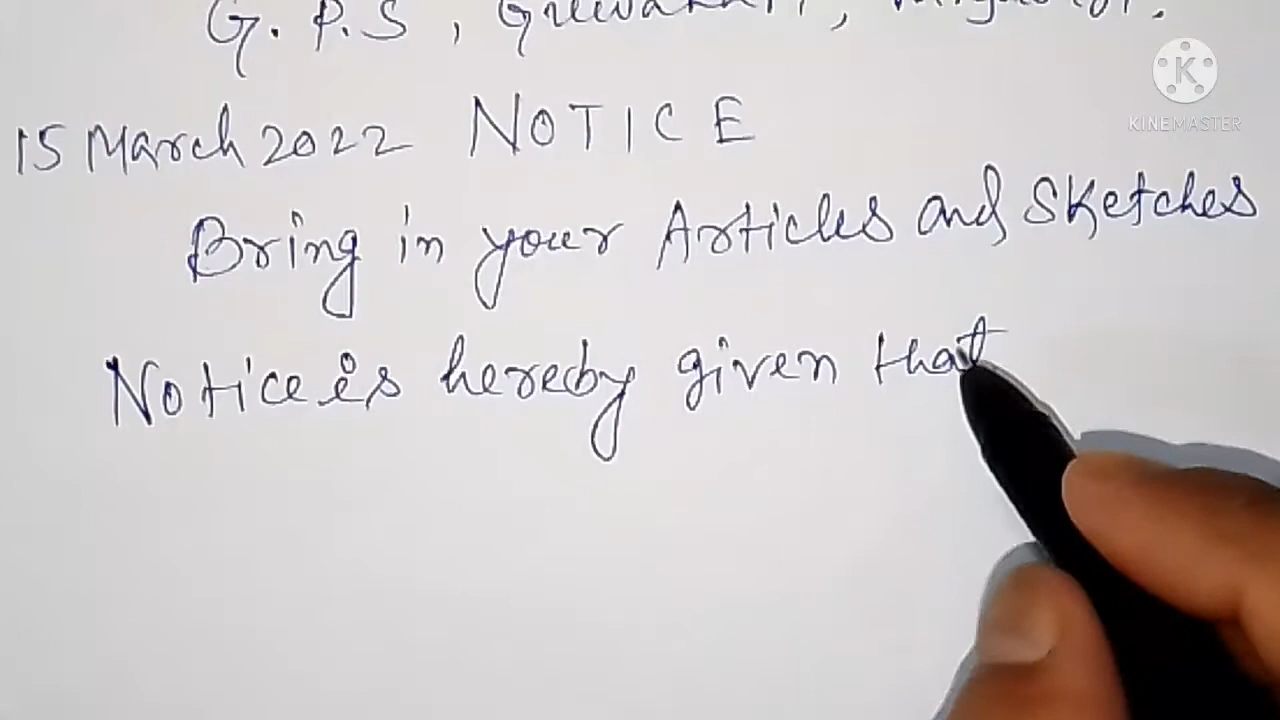 G. P. S,
15 March 2022 NOTICE
Bring in your Articles and Sketches
Notice is hereby given that
K
KINEMASTER